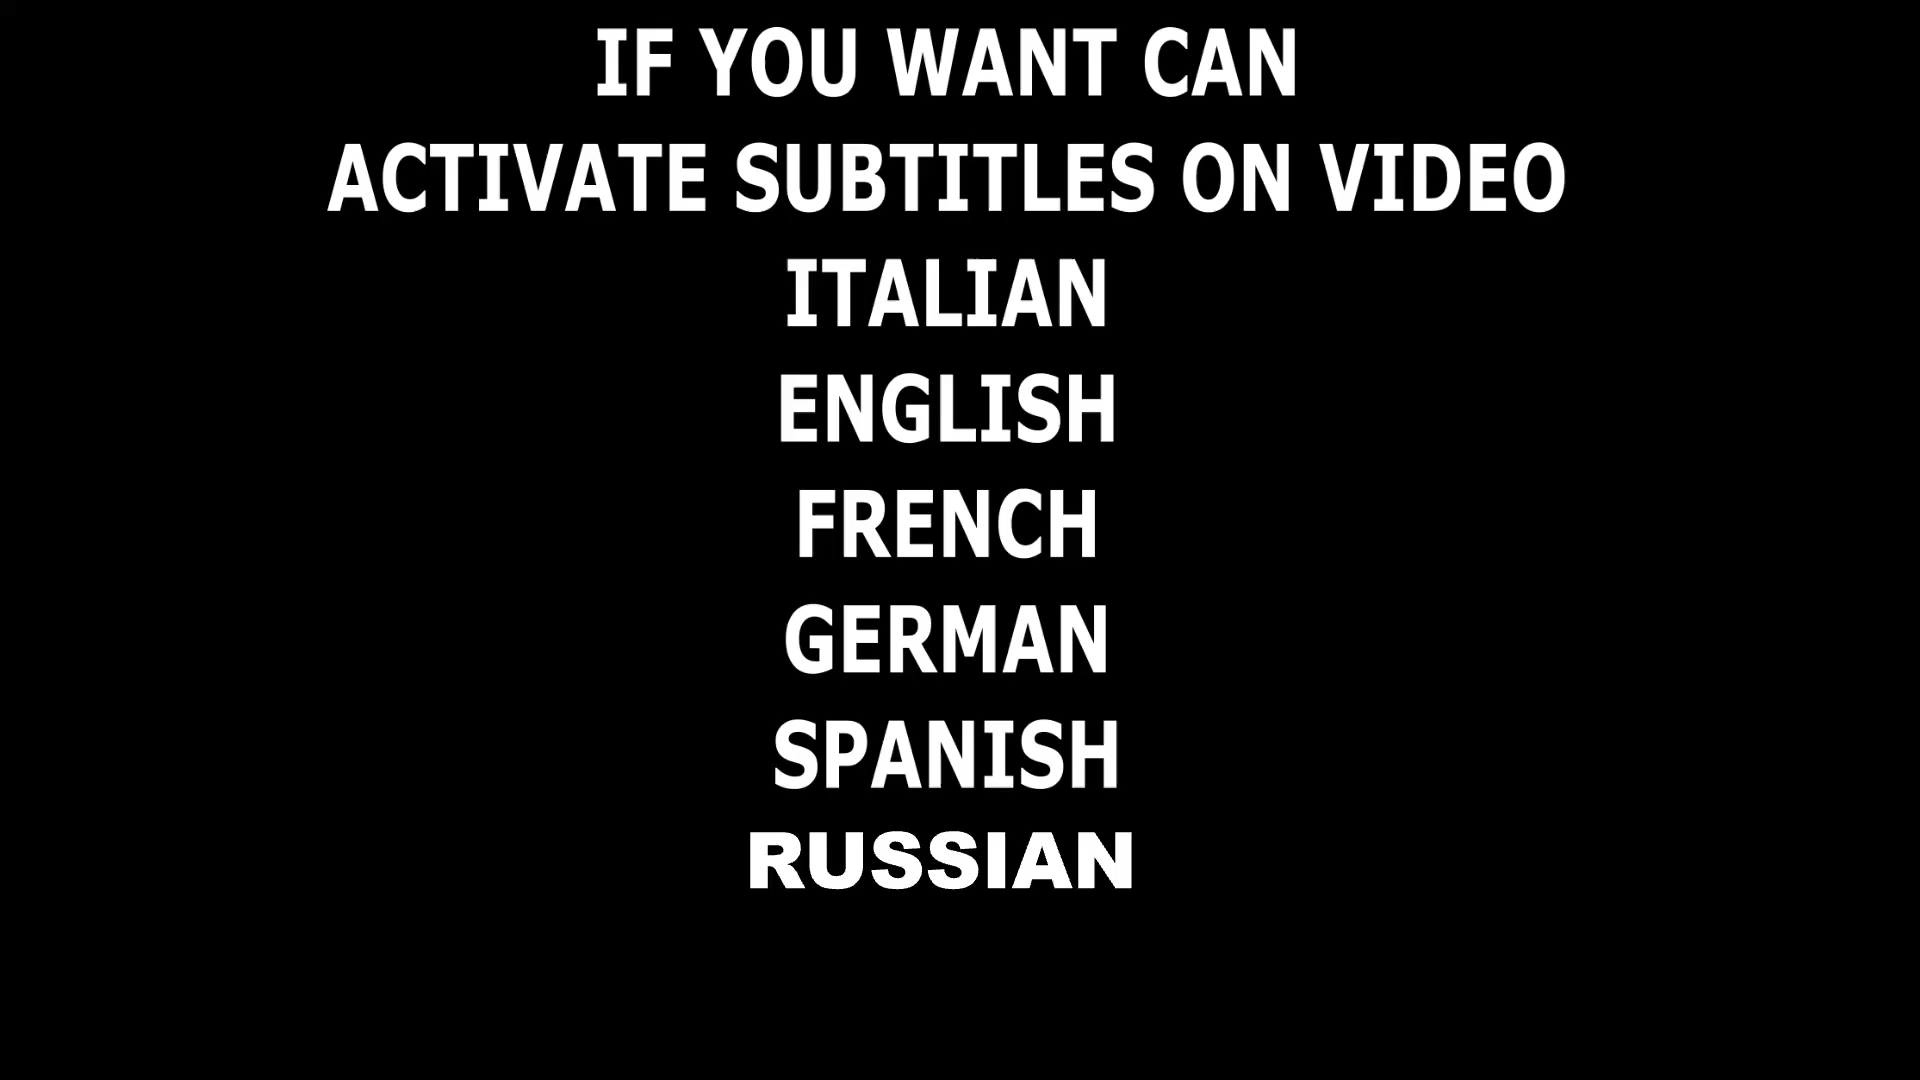 IF YOU WANT CAN
ACTIVATE SUBTITLES ON VIDEO
ITALIAN
ENGLISH
FRENCH
GERMAN
SPANISH
RUSSIAN